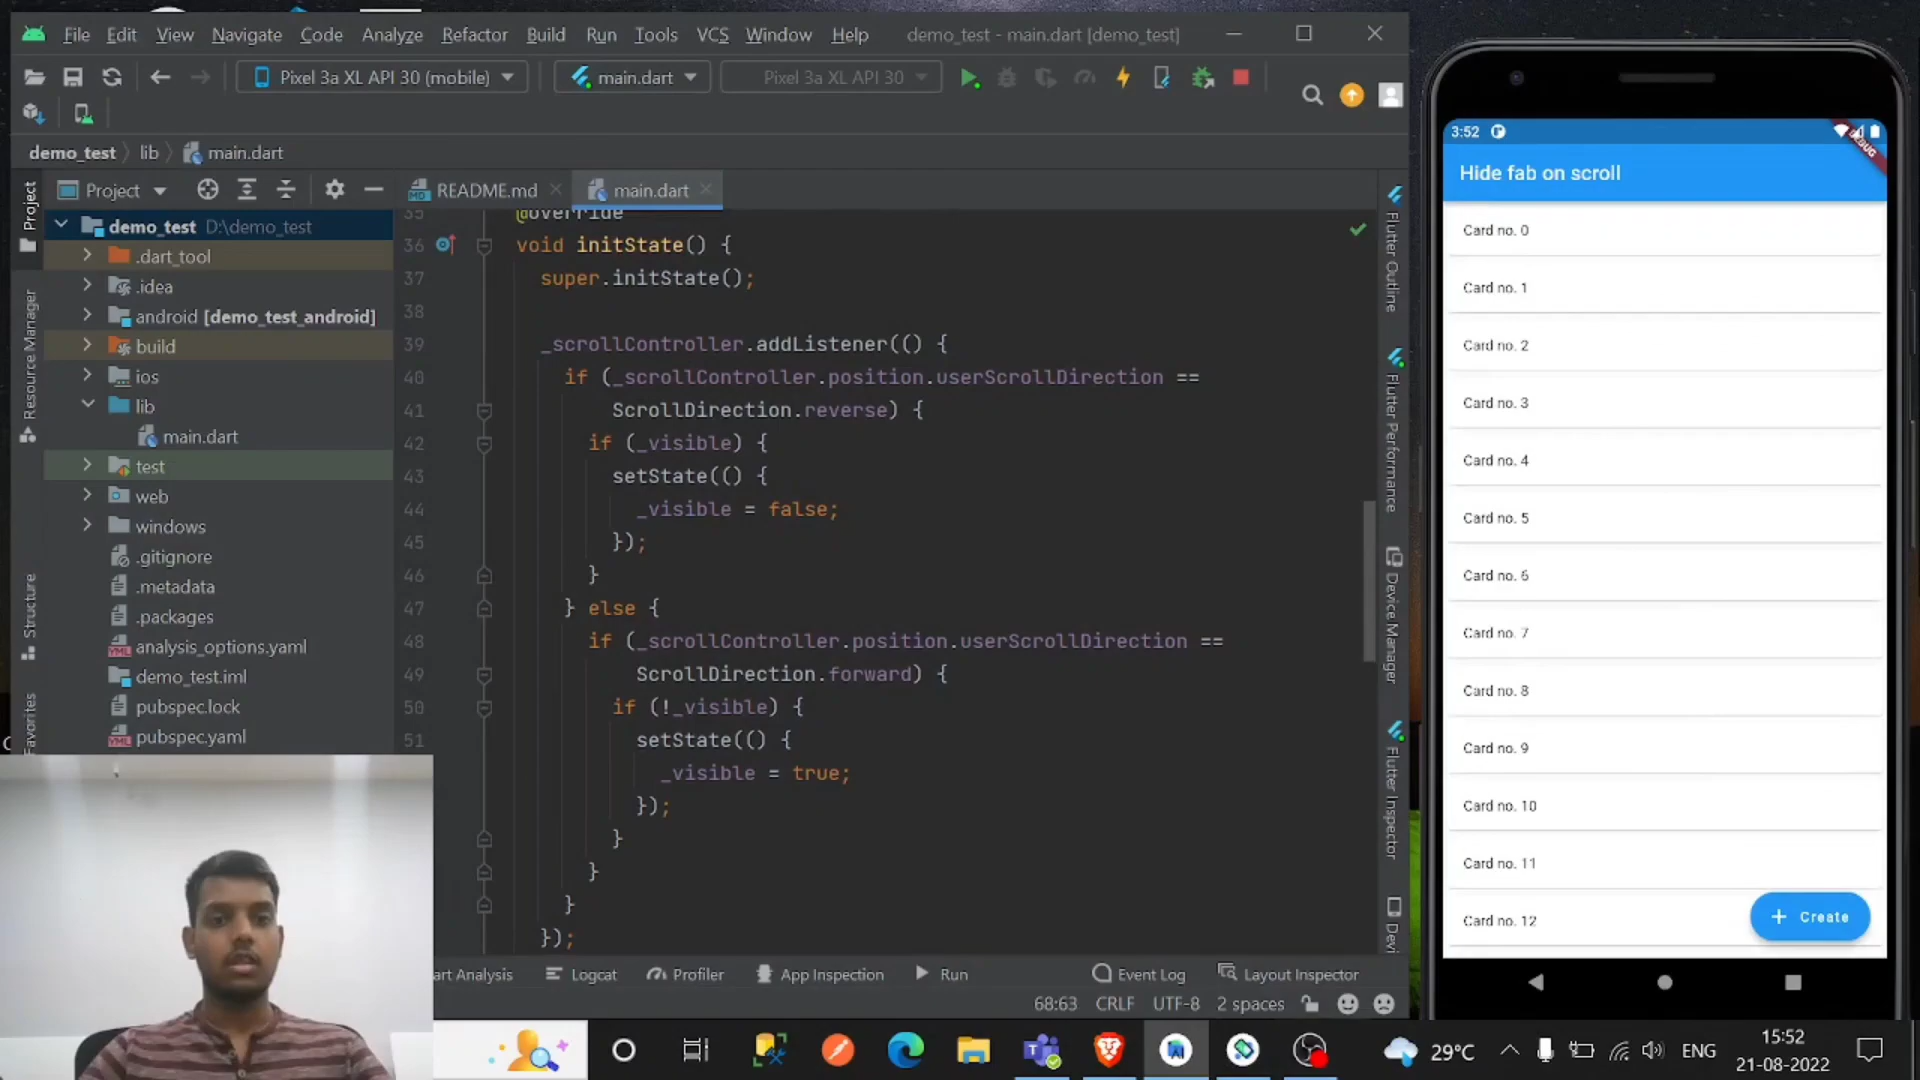 File Edit View Navigate Code Analyze Refactor Build Run Tools VCS Window Help demo_test - main.dart [demo_test]
Pixel 3a XL API 30 (mobile) main.dart Pixel 3a XL API 30
demo_test lib main.dart
Project
README.md main.dart
demo_test D:\demo_test
.dart_tool
.idea
android [demo_test_android]
build
ios
lib
main.dart
test
web
windows
.gitignore
.metadata
.packages
analysis_options.yaml
demo_test.iml
pubspec.lock
pubspec.yaml
Project
Resource Manager
Structure
Favorites
35 @override
36 void initState() {
37 super.initState();
38
39 _scrollController.addListener(() {
40 if (_scrollController.position.userScrollDirection ==
41 ScrollDirection.reverse) {
42 if (_visible) {
43 setState(() {
44 _visible = false;
45 });
46 }
47 } else {
48 if (_scrollController.position.userScrollDirection ==
49 ScrollDirection.forward) {
50 if (!_visible) {
51 setState(() {
_visible = true;
});
}
}
}
});
Flutter Outline
Flutter Performance
Device Manager
Flutter Inspector
art Analysis Logcat Profiler App Inspection Run Event Log Layout Inspector
68:63 CRLF UTF-8 2 spaces
3:52
DEBUG
Hide fab on scroll
Card no. 0
Card no. 1
Card no. 2
Card no. 3
Card no. 4
Card no. 5
Card no. 6
Card no. 7
Card no. 8
Card no. 9
Card no. 10
Card no. 11
Card no. 12
+ Create
29°C ENG 15:52
21-08-2022